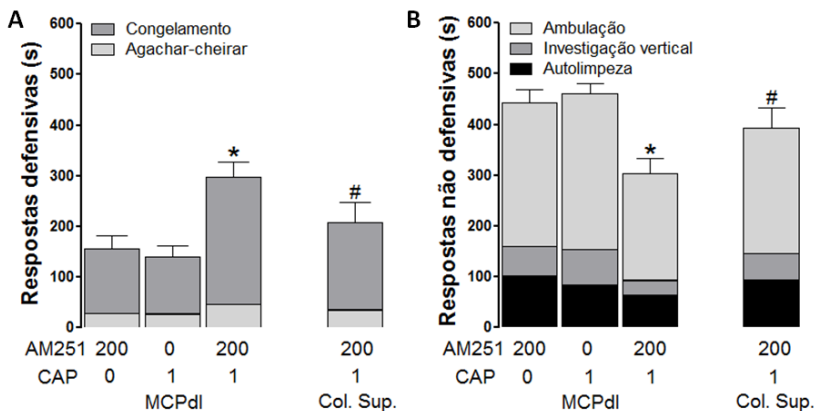 A
Respostas defensivas (s)
600
500
400
300
200
100
0
Congelamento
Agachar-cheirar
*
#
AM251 200 0 200 200
CAP 0 1 1 1
MCPdl Col. Sup.
B
Respostas não defensivas (s)
600
500
400
300
200
100
0
Ambulação
Investigação vertical
Autolimpeza
*
#
AM251 200 0 200 200
CAP 0 1 1 1
MCPdl Col. Sup.